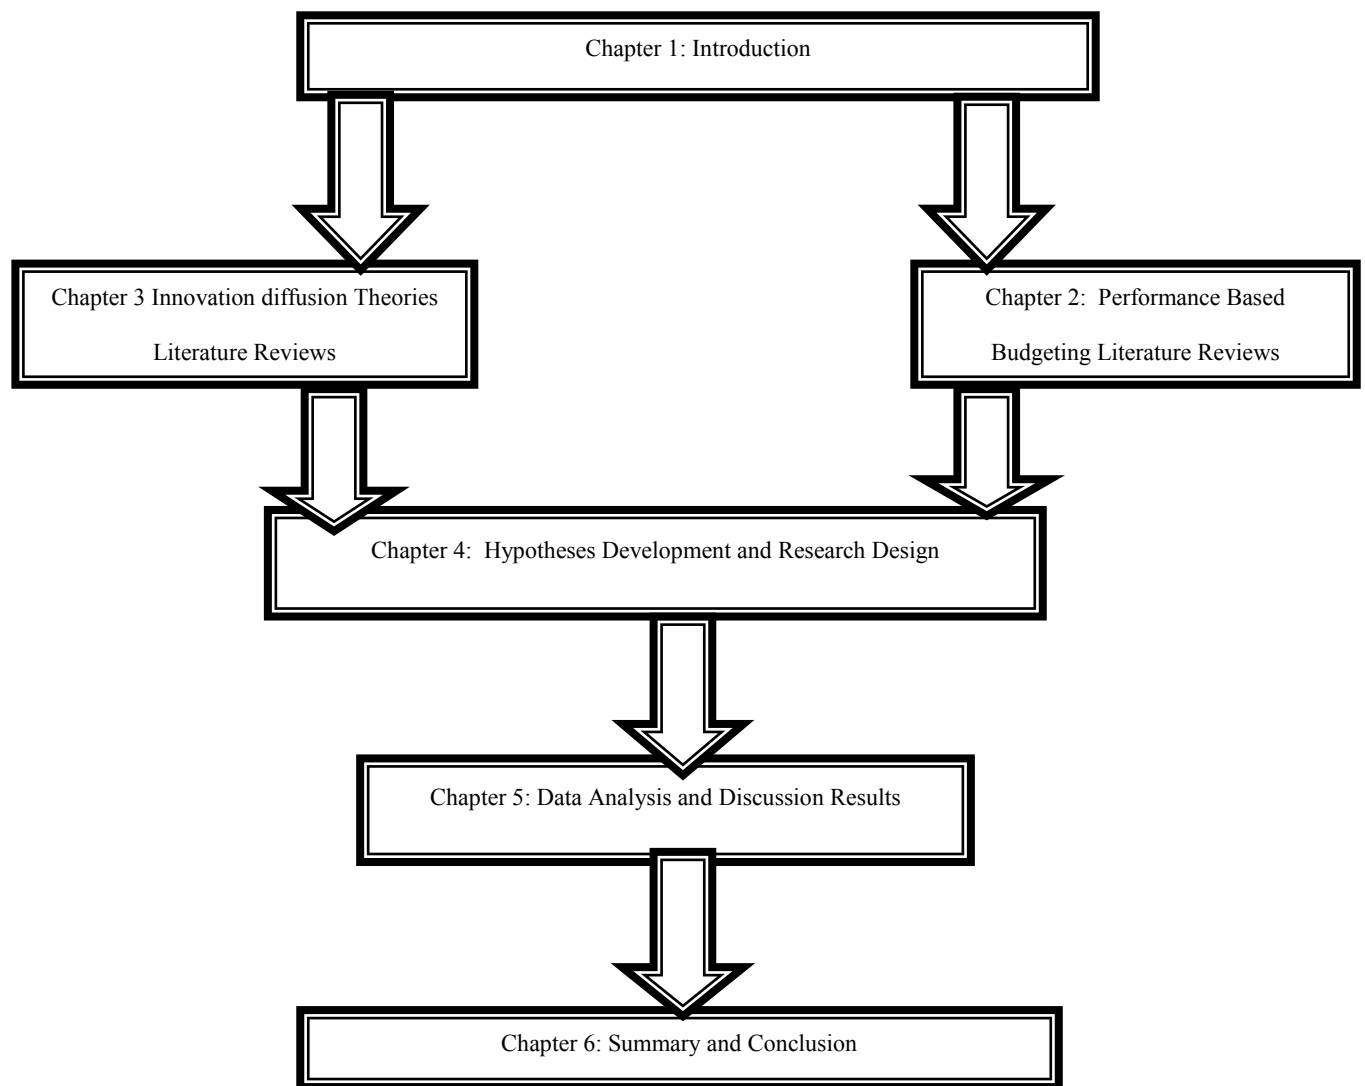 Chapter 1: Introduction
Chapter 3 Innovation diffusion Theories
Literature Reviews
Chapter 2:  Performance Based
Budgeting Literature Reviews
Chapter 4:  Hypotheses Development and Research Design
Chapter 5: Data Analysis and Discussion Results
Chapter 6: Summary and Conclusion